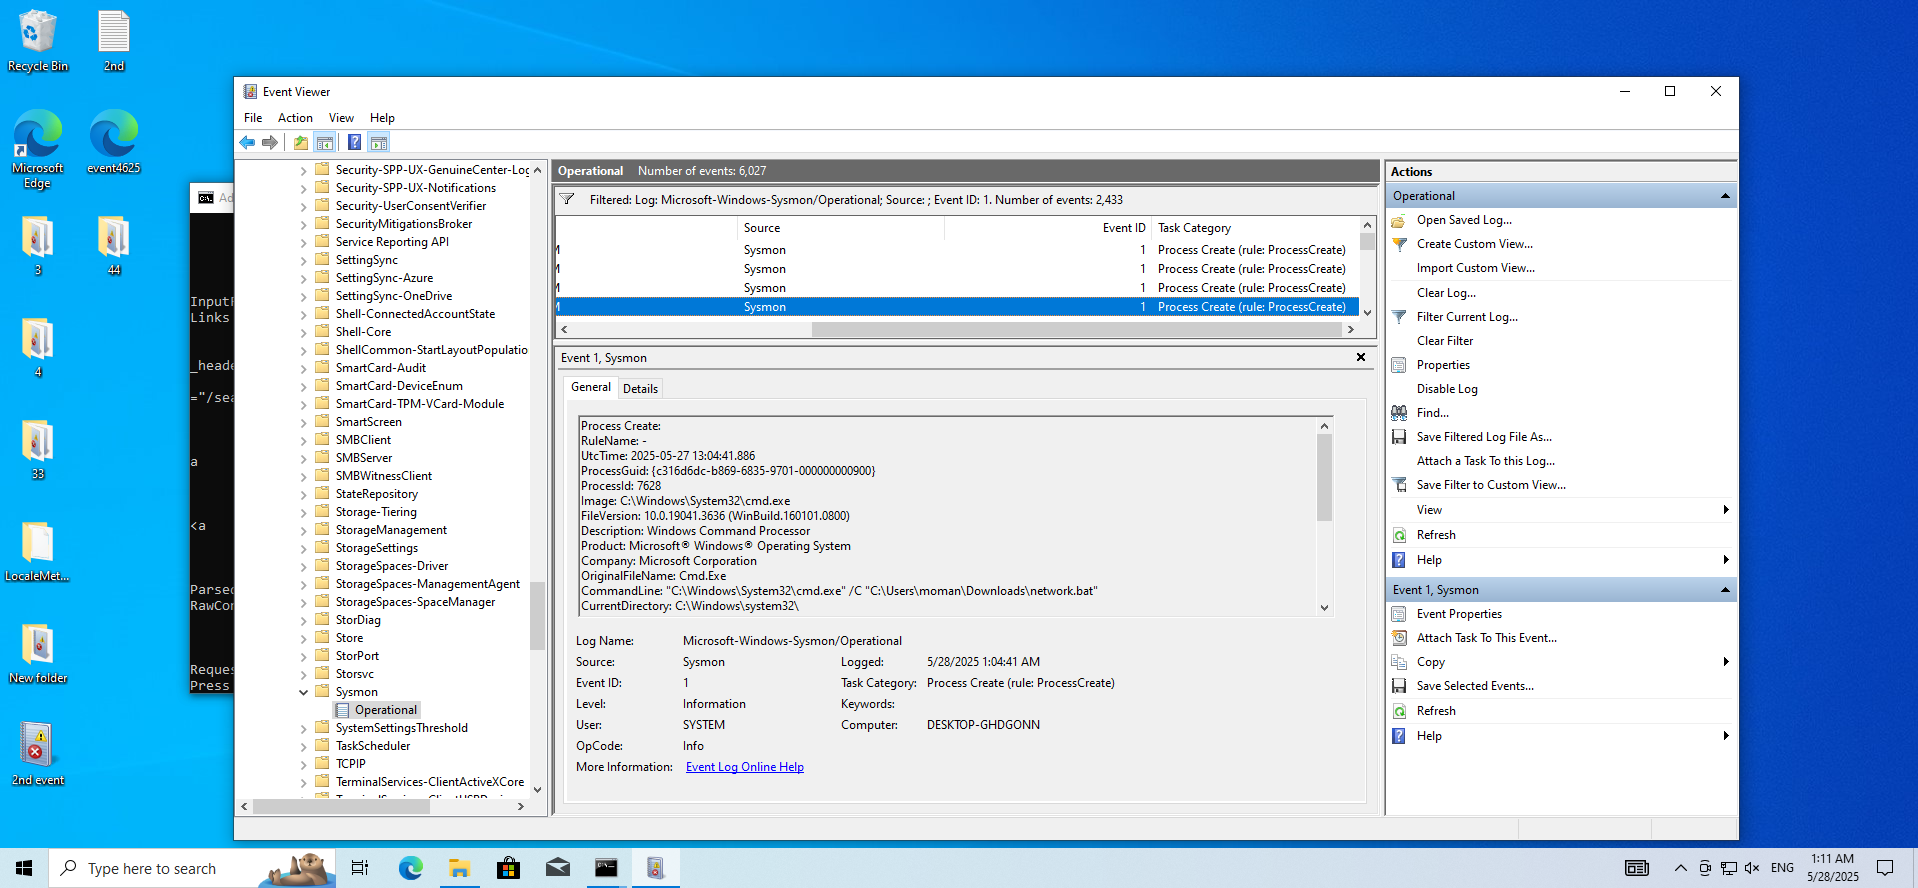 Recycle Bin
2nd
Microsoft
Edge
event4625
3
44
4
33
LocaleMet...
New folder
2nd event
Ad
InputF
Links
_heade
="/sea
a
<a
Parsed
RawCon
Reques
Press
Event Viewer
File Action View Help
Security-SPP-UX-GenuineCenter-Log
Security-SPP-UX-Notifications
Security-UserConsentVerifier
SecurityMitigationsBroker
Service Reporting API
SettingSync
SettingSync-Azure
SettingSync-OneDrive
Shell-ConnectedAccountState
Shell-Core
ShellCommon-StartLayoutPopulatio
SmartCard-Audit
SmartCard-DeviceEnum
SmartCard-TPM-VCard-Module
SmartScreen
SMBClient
SMBServer
SMBWitnessClient
StateRepository
Storage-Tiering
StorageManagement
StorageSettings
StorageSpaces-Driver
StorageSpaces-ManagementAgent
StorageSpaces-SpaceManager
StorDiag
Store
StorPort
Storsvc
Sysmon
Operational
SystemSettingsThreshold
TaskScheduler
TCPIP
TerminalServices-ClientActiveXCore
Operational Number of events: 6,027
Filtered: Log: Microsoft-Windows-Sysmon/Operational; Source: ; Event ID: 1. Number of events: 2,433
Source Event ID Task Category
Sysmon 1 Process Create (rule: ProcessCreate)
Sysmon 1 Process Create (rule: ProcessCreate)
Sysmon 1 Process Create (rule: ProcessCreate)
Sysmon 1 Process Create (rule: ProcessCreate)
Event 1, Sysmon
General Details
Process Create:
RuleName: -
UtcTime: 2025-05-27 13:04:41.886
ProcessGuid: {c316d6dc-b869-6835-9701-000000000900}
ProcessId: 7628
Image: C:\Windows\System32\cmd.exe
FileVersion: 10.0.19041.3636 (WinBuild.160101.0800)
Description: Windows Command Processor
Product: Microsoft® Windows® Operating System
Company: Microsoft Corporation
OriginalFileName: Cmd.Exe
CommandLine: "C:\Windows\System32\cmd.exe" /C "C:\Users\moman\Downloads\network.bat"
CurrentDirectory: C:\Windows\system32\
Log Name: Microsoft-Windows-Sysmon/Operational
Source: Sysmon Logged: 5/28/2025 1:04:41 AM
Event ID: 1 Task Category: Process Create (rule: ProcessCreate)
Level: Information Keywords:
User: SYSTEM Computer: DESKTOP-GHDGONN
OpCode: Info
More Information: Event Log Online Help
Actions
Operational
Open Saved Log...
Create Custom View...
Import Custom View...
Clear Log...
Filter Current Log...
Clear Filter
Properties
Disable Log
Find...
Save Filtered Log File As...
Attach a Task To this Log...
Save Filter to Custom View...
View
Refresh
Help
Event 1, Sysmon
Event Properties
Attach Task To This Event...
Copy
Save Selected Events...
Refresh
Help
Type here to search
ENG
1:11 AM
5/28/2025